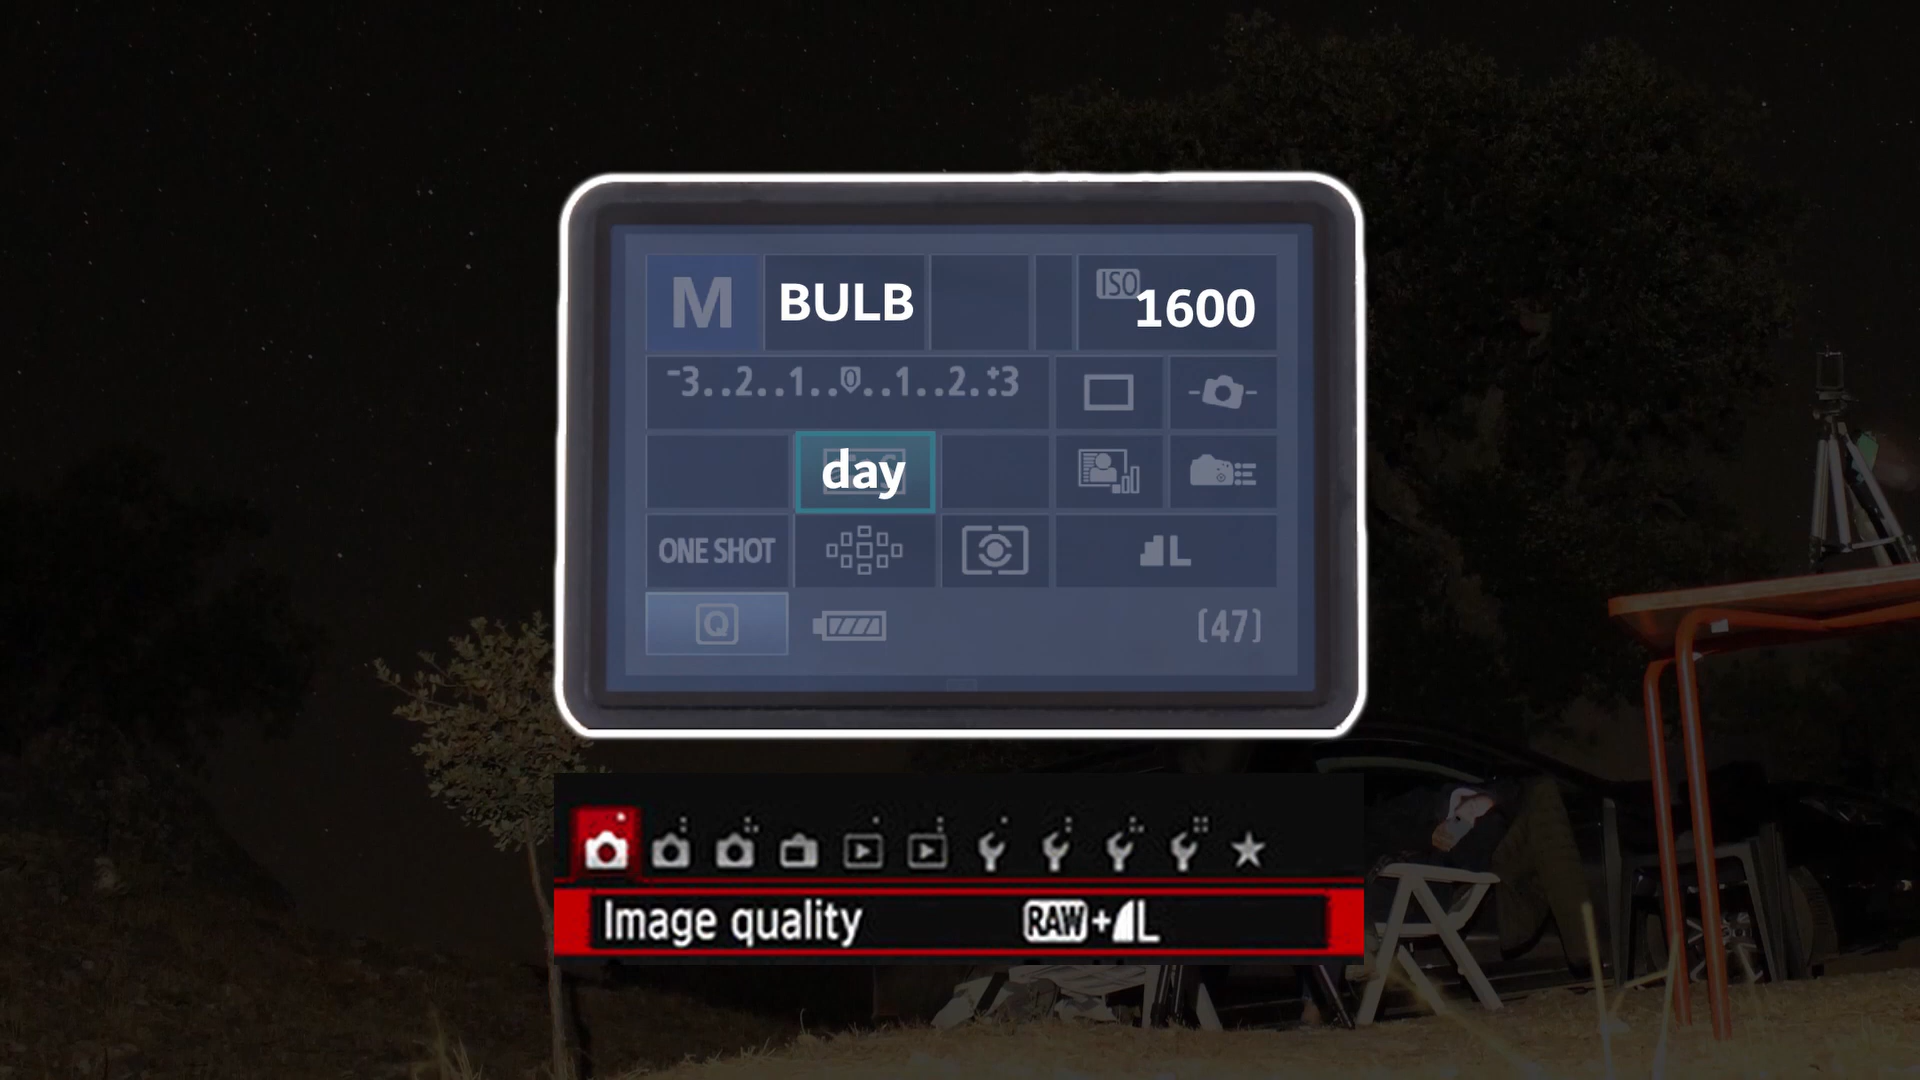 M BULB ISO 1600
-3..2..1..0..1..2.+3
day
ONE SHOT L
Q [47]
Image quality RAW+L